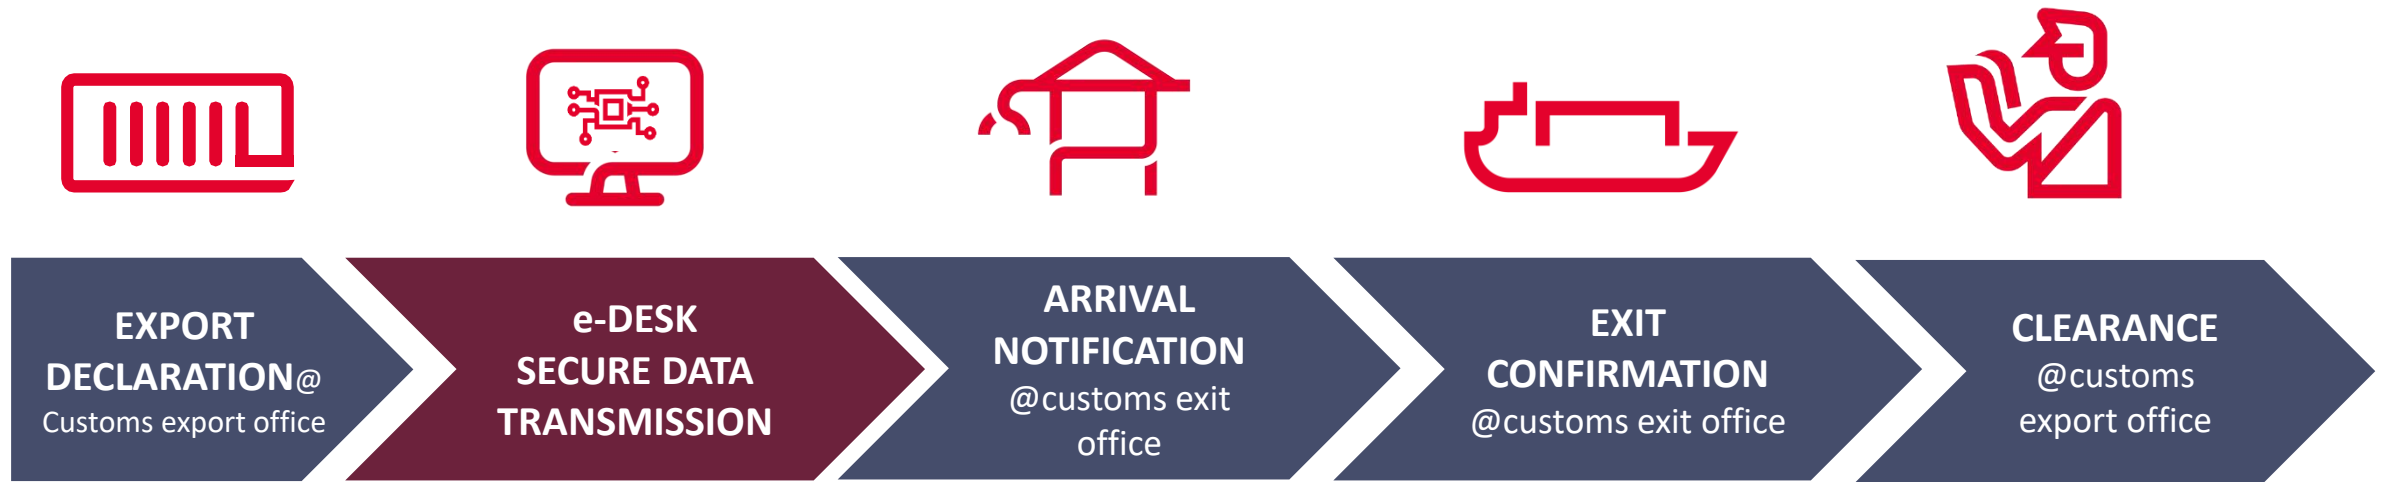 EXPORT
DECLARATION@
Customs export office
e-DESK
SECURE DATA
TRANSMISSION
ARRIVAL
NOTIFICATION
@customs exit
office
EXIT
CONFIRMATION
@customs exit office
CLEARANCE
@customs
export office